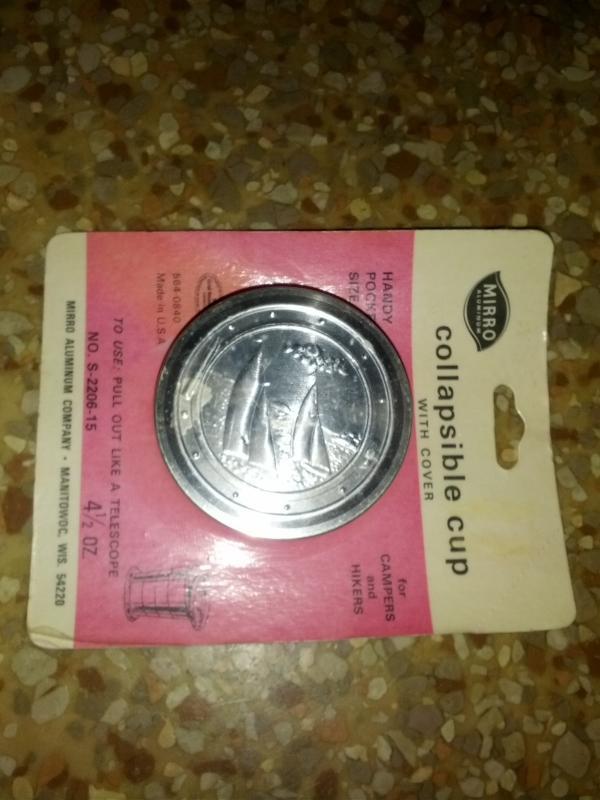 MIRRO
ALUMINUM
collapsible cup
WITH COVER
HANDY
POCKET
SIZE
for
CAMPERS
and
HIKERS
584-0840
Made in U.S.A
TO USE: PULL OUT LIKE A TELESCOPE
NO. S-2206-15 4½ OZ.
MIRRO ALUMINUM COMPANY • MANITOWOC, WIS. 54220